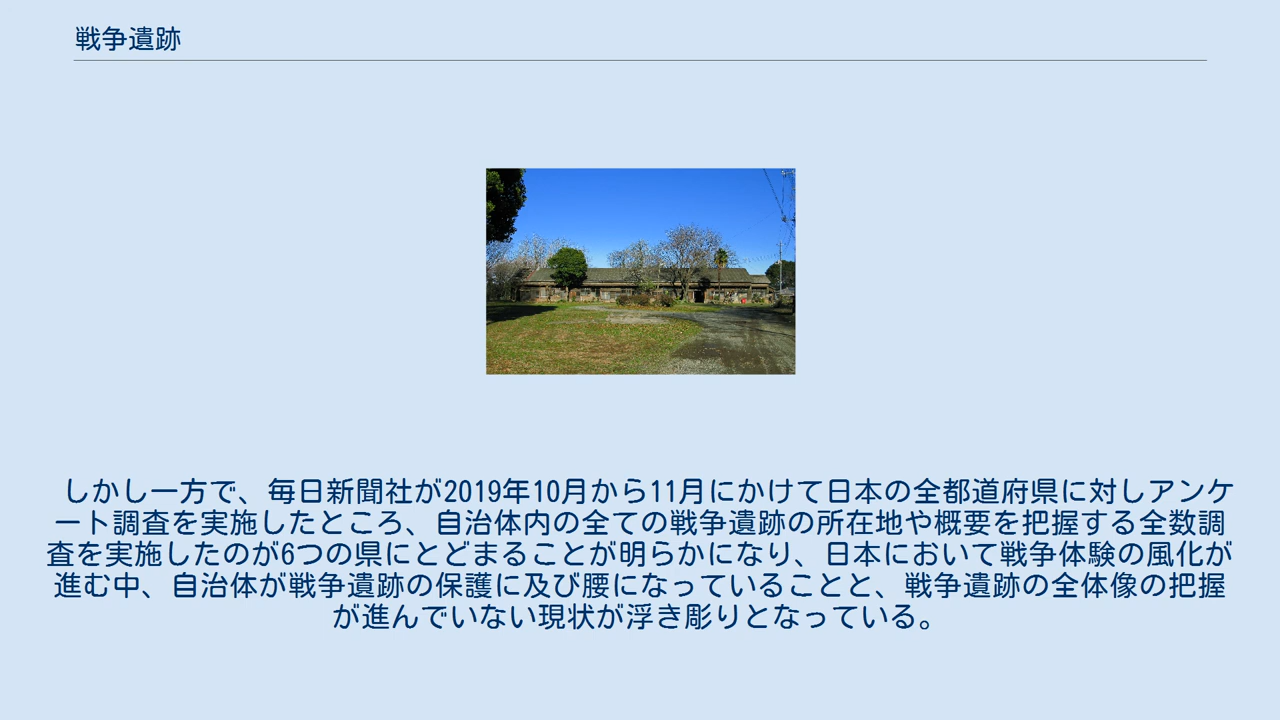 戦争遺跡
しかし一方で、毎日新聞社が2019年10月から11月にかけて日本の全都道府県に対しアンケ
ート調査を実施したところ、自治体内の全ての戦争遺跡の所在地や概要を把握する全数調
査を実施したのが6つの県にとどまることが明らかになり、日本において戦争体験の風化が
進む中、自治体が戦争遺跡の保護に及び腰になっていることと、戦争遺跡の全体像の把握
が進んでいない現状が浮き彫りとなっている。